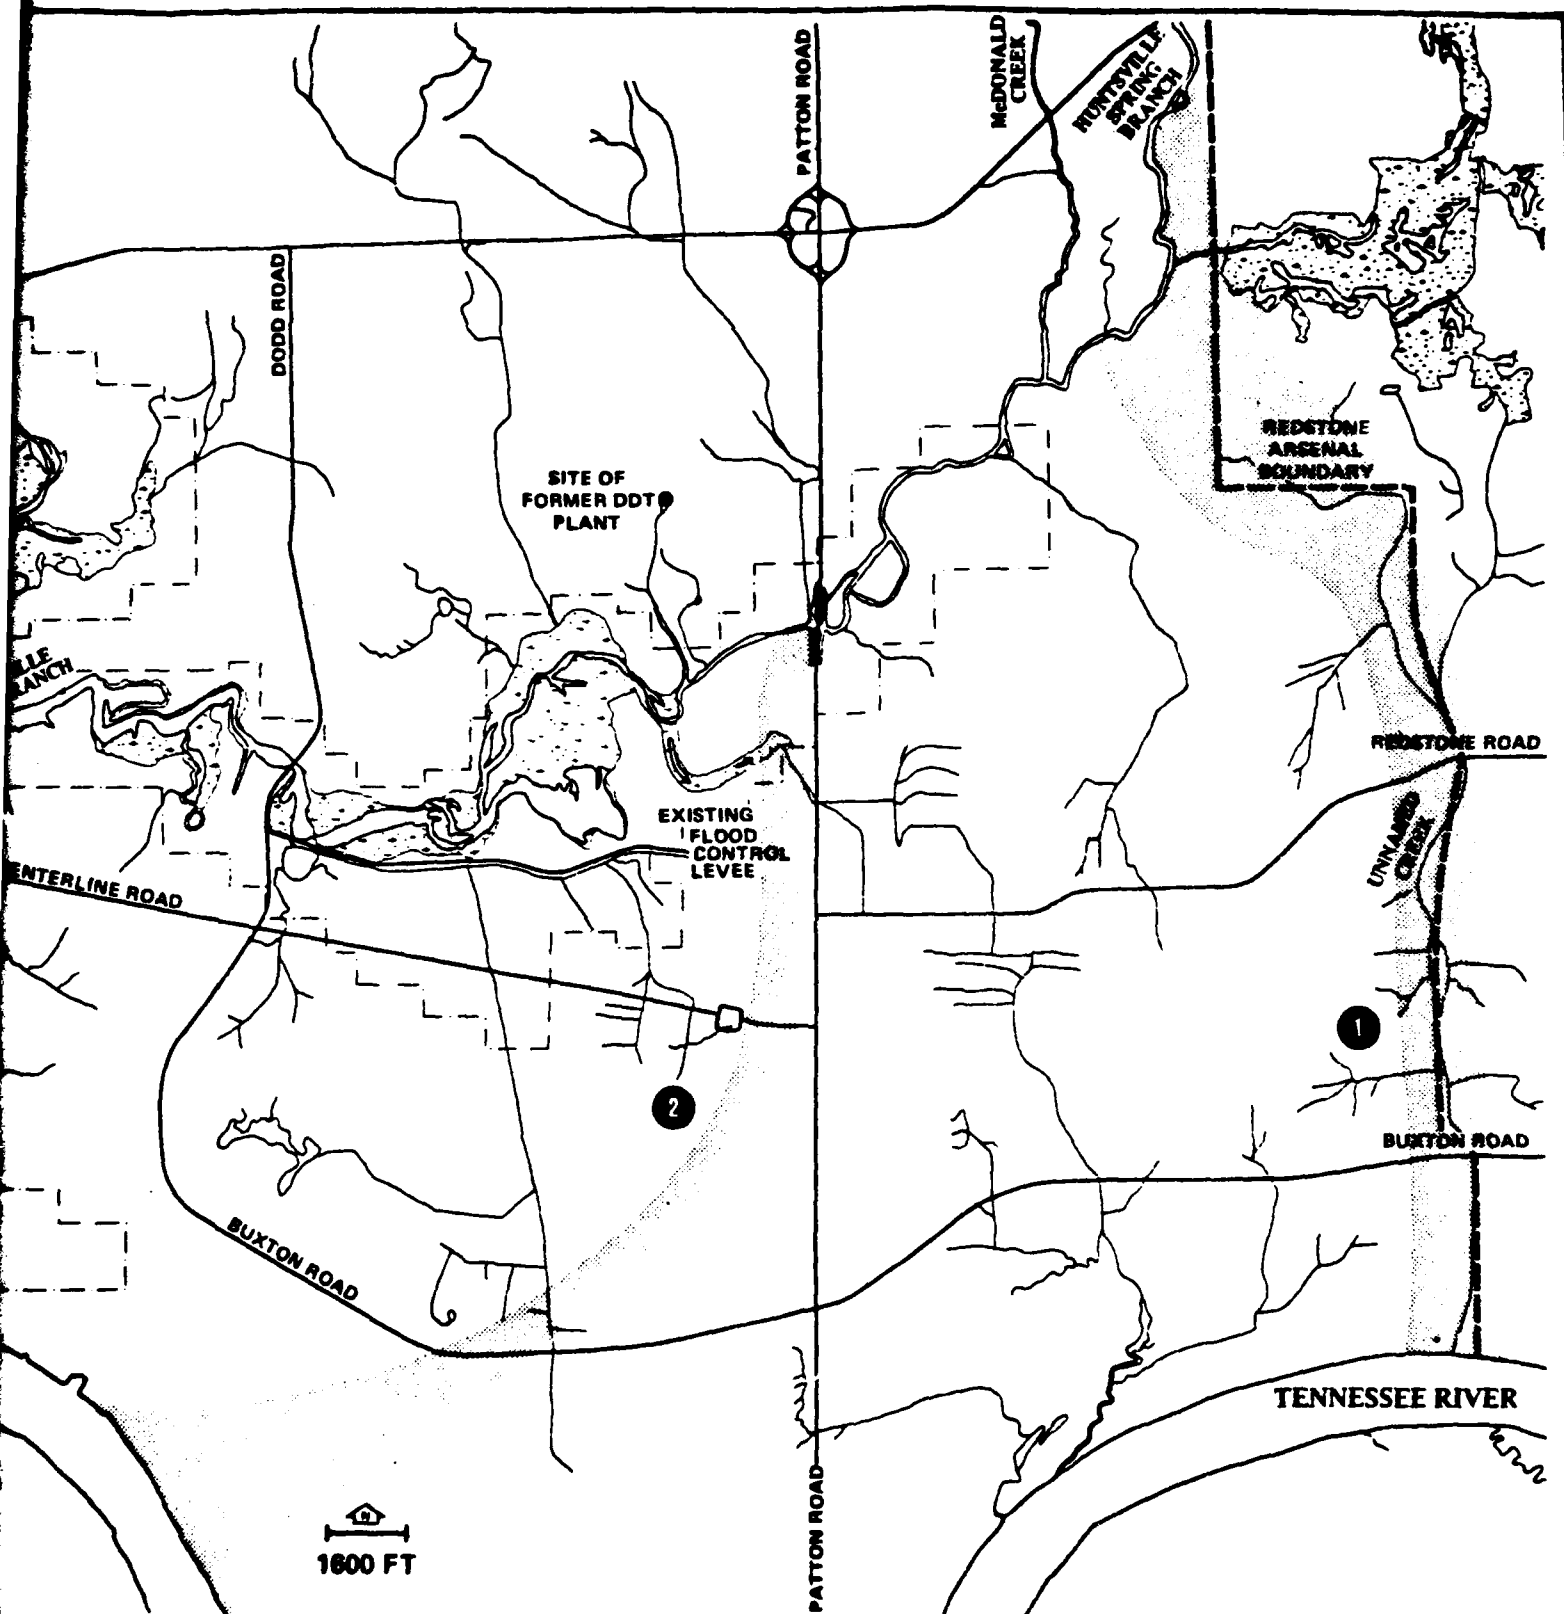 PATTON ROAD
McDONALD
CREEK
HUNTSVILLE
SPRING
BRANCH
DODD ROAD
REDSTONE
ARSENAL
BOUNDARY
SITE OF
FORMER DDT
PLANT
LLE
RANCH
REDSTONE ROAD
EXISTING
FLOOD
CONTROL
LEVEE
UNNAMED
CREEK
ENTERLINE ROAD
1
2
BUXTON ROAD
BUXTON ROAD
TENNESSEE RIVER
PATTON ROAD
N
1600 FT